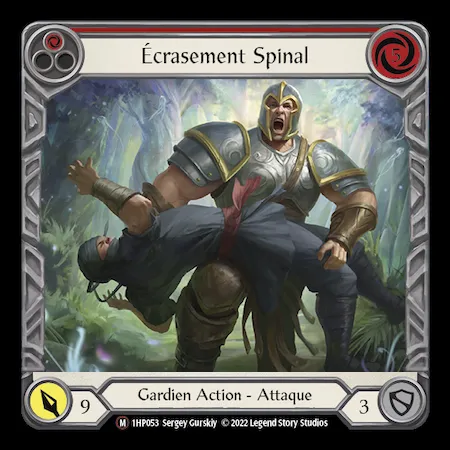 Écrasement Spinal
5
9
Gardien Action - Attaque
3
M 1HP053 Sergey Gurskiy ©2022 Legend Story Studios